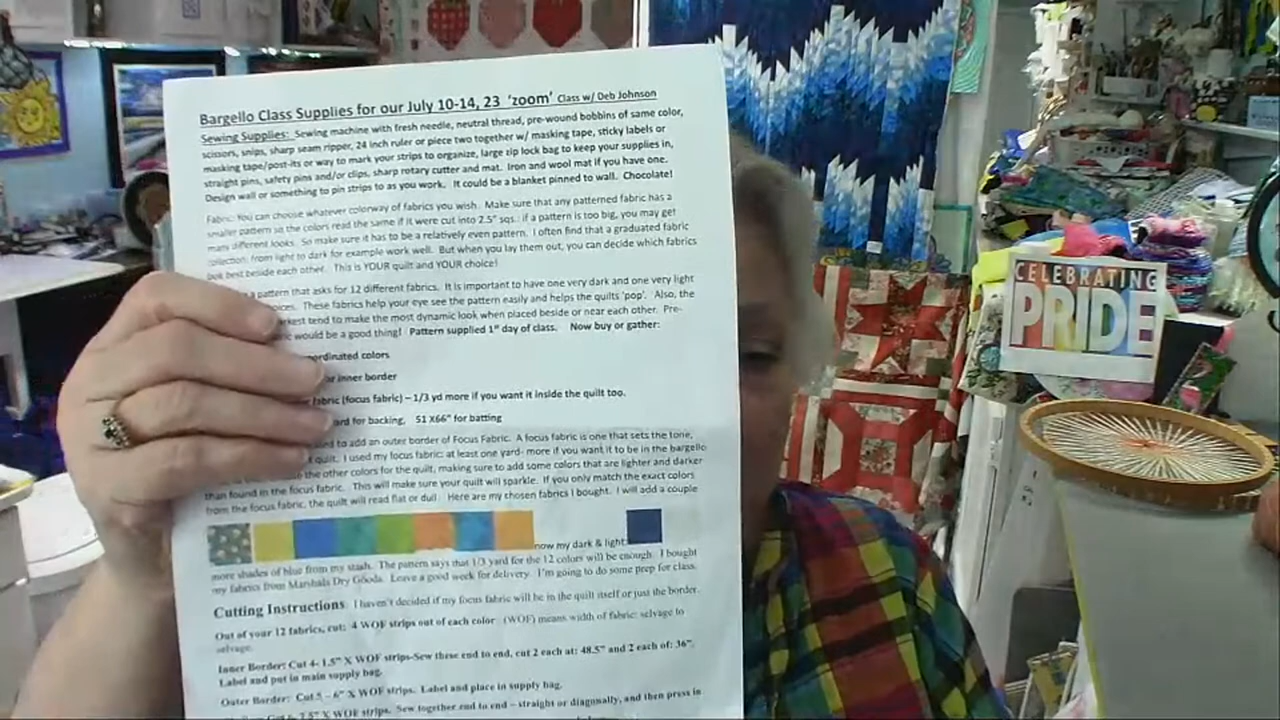 Bargello Class Supplies for our July 10-14, 23 'zoom' Class w/ Deb Johnson
Sewing Supplies: Sewing machine with fresh needle, neutral thread, pre-wound bobbins of same color,
scissors, snips, sharp seam ripper, 24 inch ruler or piece two together w/ masking tape, sticky labels or
masking tape/post-its or way to mark your strips to organize, large zip lock bag to keep your supplies in,
straight pins, safety pins and/or clips, sharp rotary cutter and mat. Iron and wool mat if you have one.
Design wall or something to pin strips to as you work. It could be a blanket pinned to wall. Chocolate!
Fabric: You can choose whatever colorway of fabrics you wish. Make sure that any patterned fabric has a
smaller pattern so the colors read the same if it were cut into 2.5" sqs.: if a pattern is too big, you may get
many different looks. So make sure it has to be a relatively even pattern. I often find that a graduated fabric
collection: from light to dark for example work well. But when you lay them out, you can decide which fabrics
look best beside each other. This is YOUR quilt and YOUR choice!
a pattern that asks for 12 different fabrics. It is important to have one very dark and one very light
These fabrics help your eye see the pattern easily and helps the quilts 'pop'. Also, the
tend to make the most dynamic look when placed beside or near each other. Pre-
would be a good thing! Pattern supplied 1st day of class. Now buy or gather:
ordinated colors
or inner border
fabric (focus fabric) – 1/3 yd more if you want it inside the quilt too.
for backing, 51 X66" for batting
to add an outer border of Focus Fabric. A focus fabric is one that sets the tone,
quilt. I used my focus fabric: at least one yard- more if you want it to be in the bargello
the other colors for the quilt, making sure to add some colors that are lighter and darker
than found in the focus fabric. This will make sure your quilt will sparkle. If you only match the exact colors
from the focus fabric, the quilt will read flat or dull. Here are my chosen fabrics I bought. I will add a couple
now my dark & light:
more shades of blue from my stash. The pattern says that 1/3 yard for the 12 colors will be enough. I bought
my fabrics from Marshals Dry Goods. Leave a good week for delivery. I'm going to do some prep for class.
Cutting Instructions: I haven't decided if my focus fabric will be in the quilt itself or just the border.
Out of your 12 fabrics, cut: 4 WOF strips out of each color (WOF) means width of fabric: selvage to
selvage.
Inner Border: Cut 4- 1.5" X WOF strips-Sew these end to end, cut 2 each at: 48.5" and 2 each of: 36".
Label and put in main supply bag.
Outer Border: Cut 5 – 6" X WOF strips. Label and place in supply bag.
2.5" X WOF strips. Sew together end to end – straight or diagonally, and then press in
CELEBRATING
PRIDE